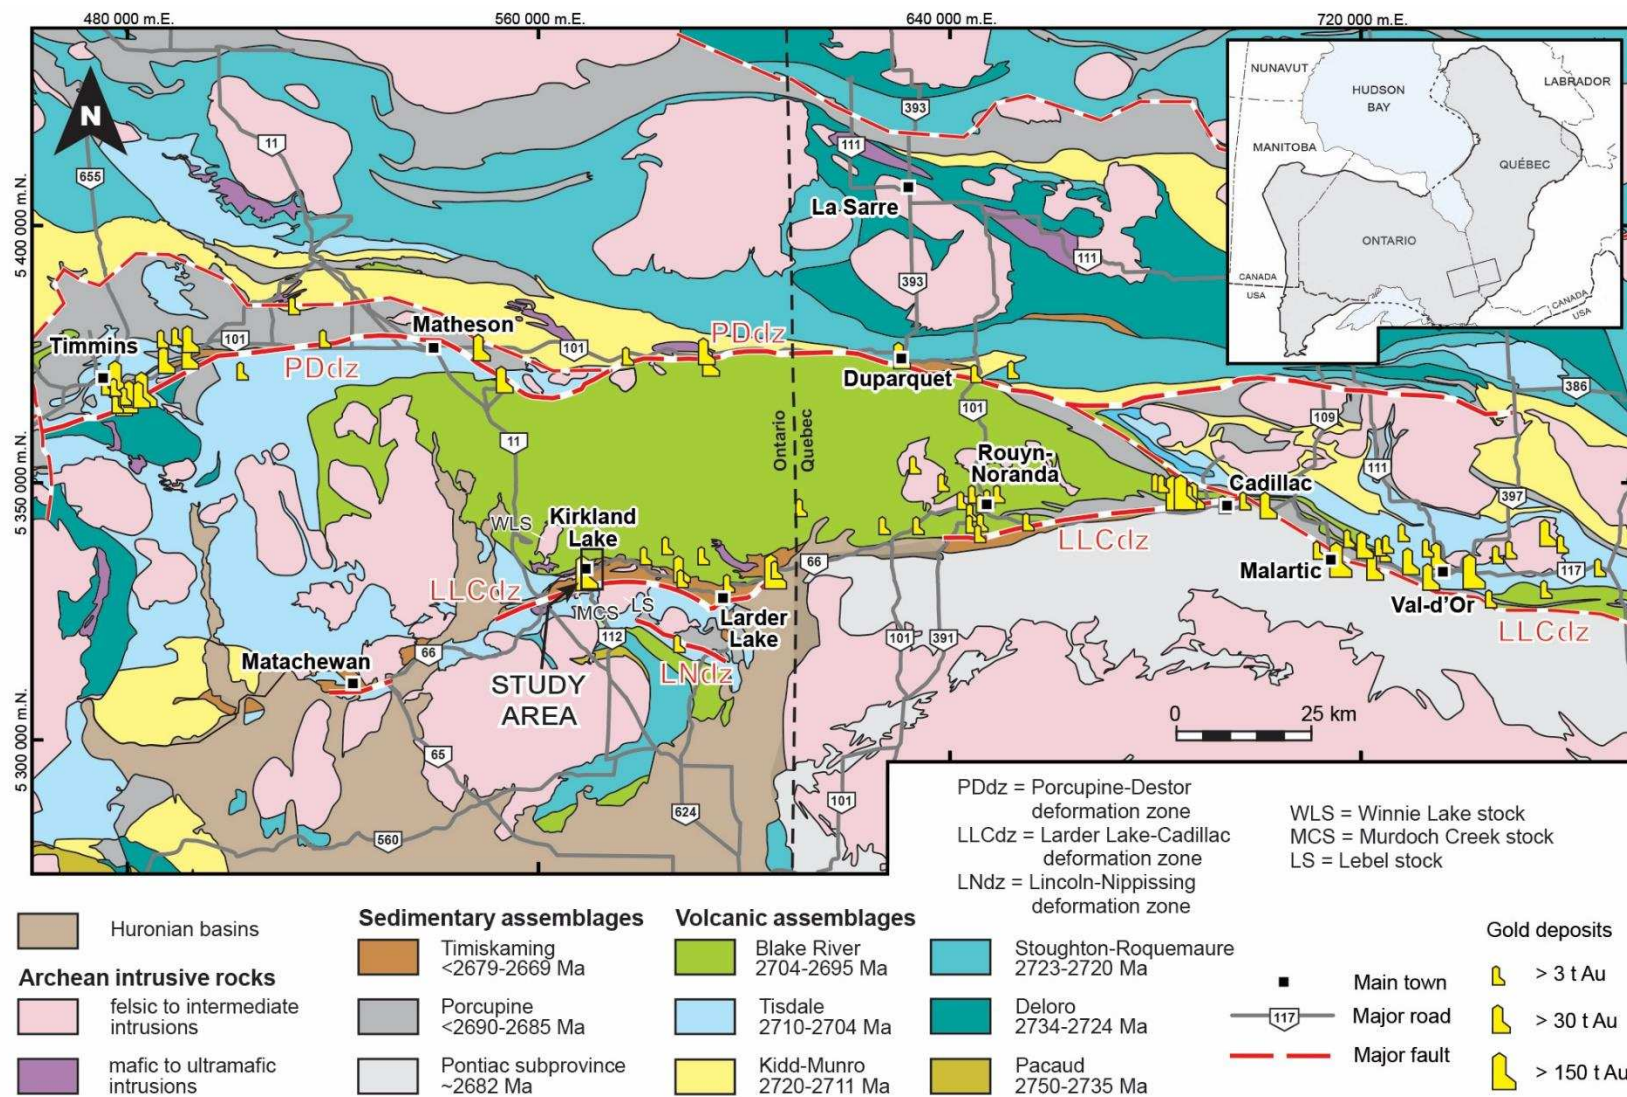 480 000 m.E.
560 000 m.E.
640 000 m.E.
720 000 m.E.
N
11
655
393
111
NUNAVUT
HUDSON
BAY
LABRADOR
MANITOBA
QUÉBEC
ONTARIO
CANADA
USA
CANADA
USA
La Sarre
5 400 000 m.N.
111
393
Timmins
101
Matheson
101
PDdz
PDdz
Duparquet
386
101
109
11
Ontario
Quebec
Rouyn-
Noranda
111
Cadillac
397
5 350 000 m.N.
WLS
Kirkland
Lake
66
LLCdz
LLCdz
Malartic
117
Val-d'Or
LLCdz
MCS
LS
112
Larder
Lake
101
391
66
Matachewan
LNdz
STUDY
AREA
0
25 km
5 300 000 m.N.
65
101
624
560
PDdz = Porcupine-Destor
deformation zone
LLCdz = Larder Lake-Cadillac
deformation zone
LNdz = Lincoln-Nippissing
deformation zone
WLS = Winnie Lake stock
MCS = Murdoch Creek stock
LS = Lebel stock
Huronian basins
Archean intrusive rocks
felsic to intermediate
intrusions
mafic to ultramafic
intrusions
Sedimentary assemblages
Timiskaming
<2679-2669 Ma
Porcupine
<2690-2685 Ma
Pontiac subprovince
~2682 Ma
Volcanic assemblages
Blake River
2704-2695 Ma
Tisdale
2710-2704 Ma
Kidd-Munro
2720-2711 Ma
Stoughton-Roquemaure
2723-2720 Ma
Deloro
2734-2724 Ma
Pacaud
2750-2735 Ma
Main town
117
Major road
Major fault
Gold deposits
> 3 t Au
> 30 t Au
> 150 t Au